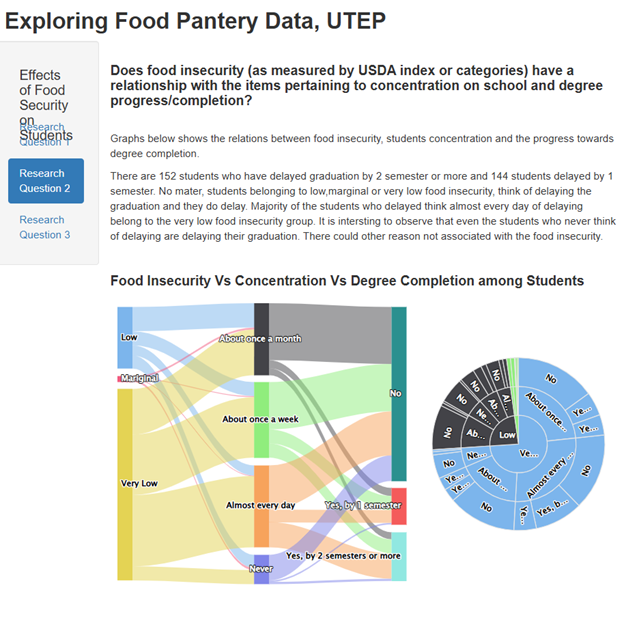 Exploring Food Pantry Data, UTEP
Effects
of Food
Security
on
Students
Research
Question 1
Research
Question 2
Research
Question 3
Does food insecurity (as measured by USDA index or categories) have a
relationship with the items pertaining to concentration on school and degree
progress/completion?
Graphs below shows the relations between food insecurity, students concentration and the progress towards
degree completion.
There are 152 students who have delayed graduation by 2 semester or more and 144 students delayed by 1
semester. No mater, students belonging to low,marginal or very low food insecurity, think of delaying the
graduation and they do delay. Majority of the students who delayed think almost every day of delaying
belong to the very low food insecurity group. It is intersting to observe that even the students who never think
of delaying are delaying their graduation. There could other reason not associated with the food insecurity.
Food Insecurity Vs Concentration Vs Degree Completion among Students
Low
Mariginal
Very Low
About once a month
About once a week
Almost every day
Never
No
Yes, by 1 semester
Yes, by 2 semesters or more
Ve...
About once...
No
Ye...
Ye...
Almost every ...
No
Yes, b...
Ye...
About...
No
Ye...
Ye...
Ne...
No
Low
Ab...
No
Ne...
No
Ab...
No
Al...
No